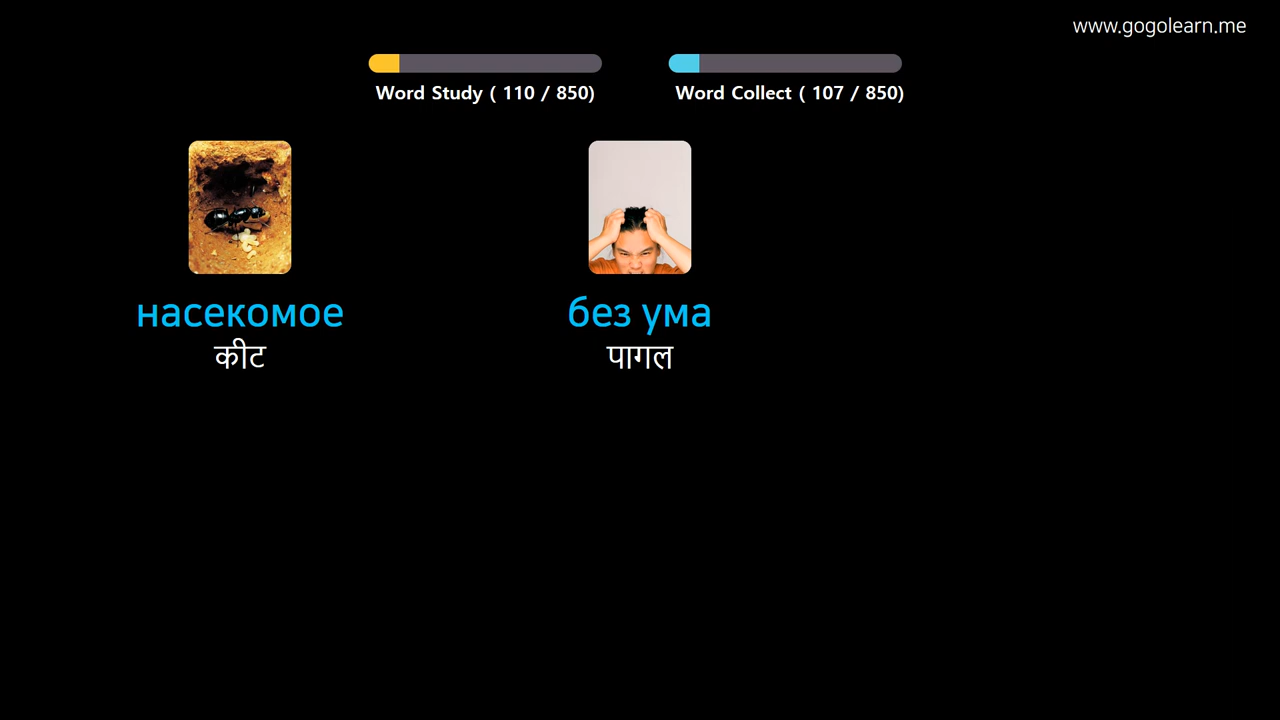 www.gogolearn.me
Word Study ( 110 / 850)
Word Collect ( 107 / 850)
насекомое
कीट
без ума
पागल